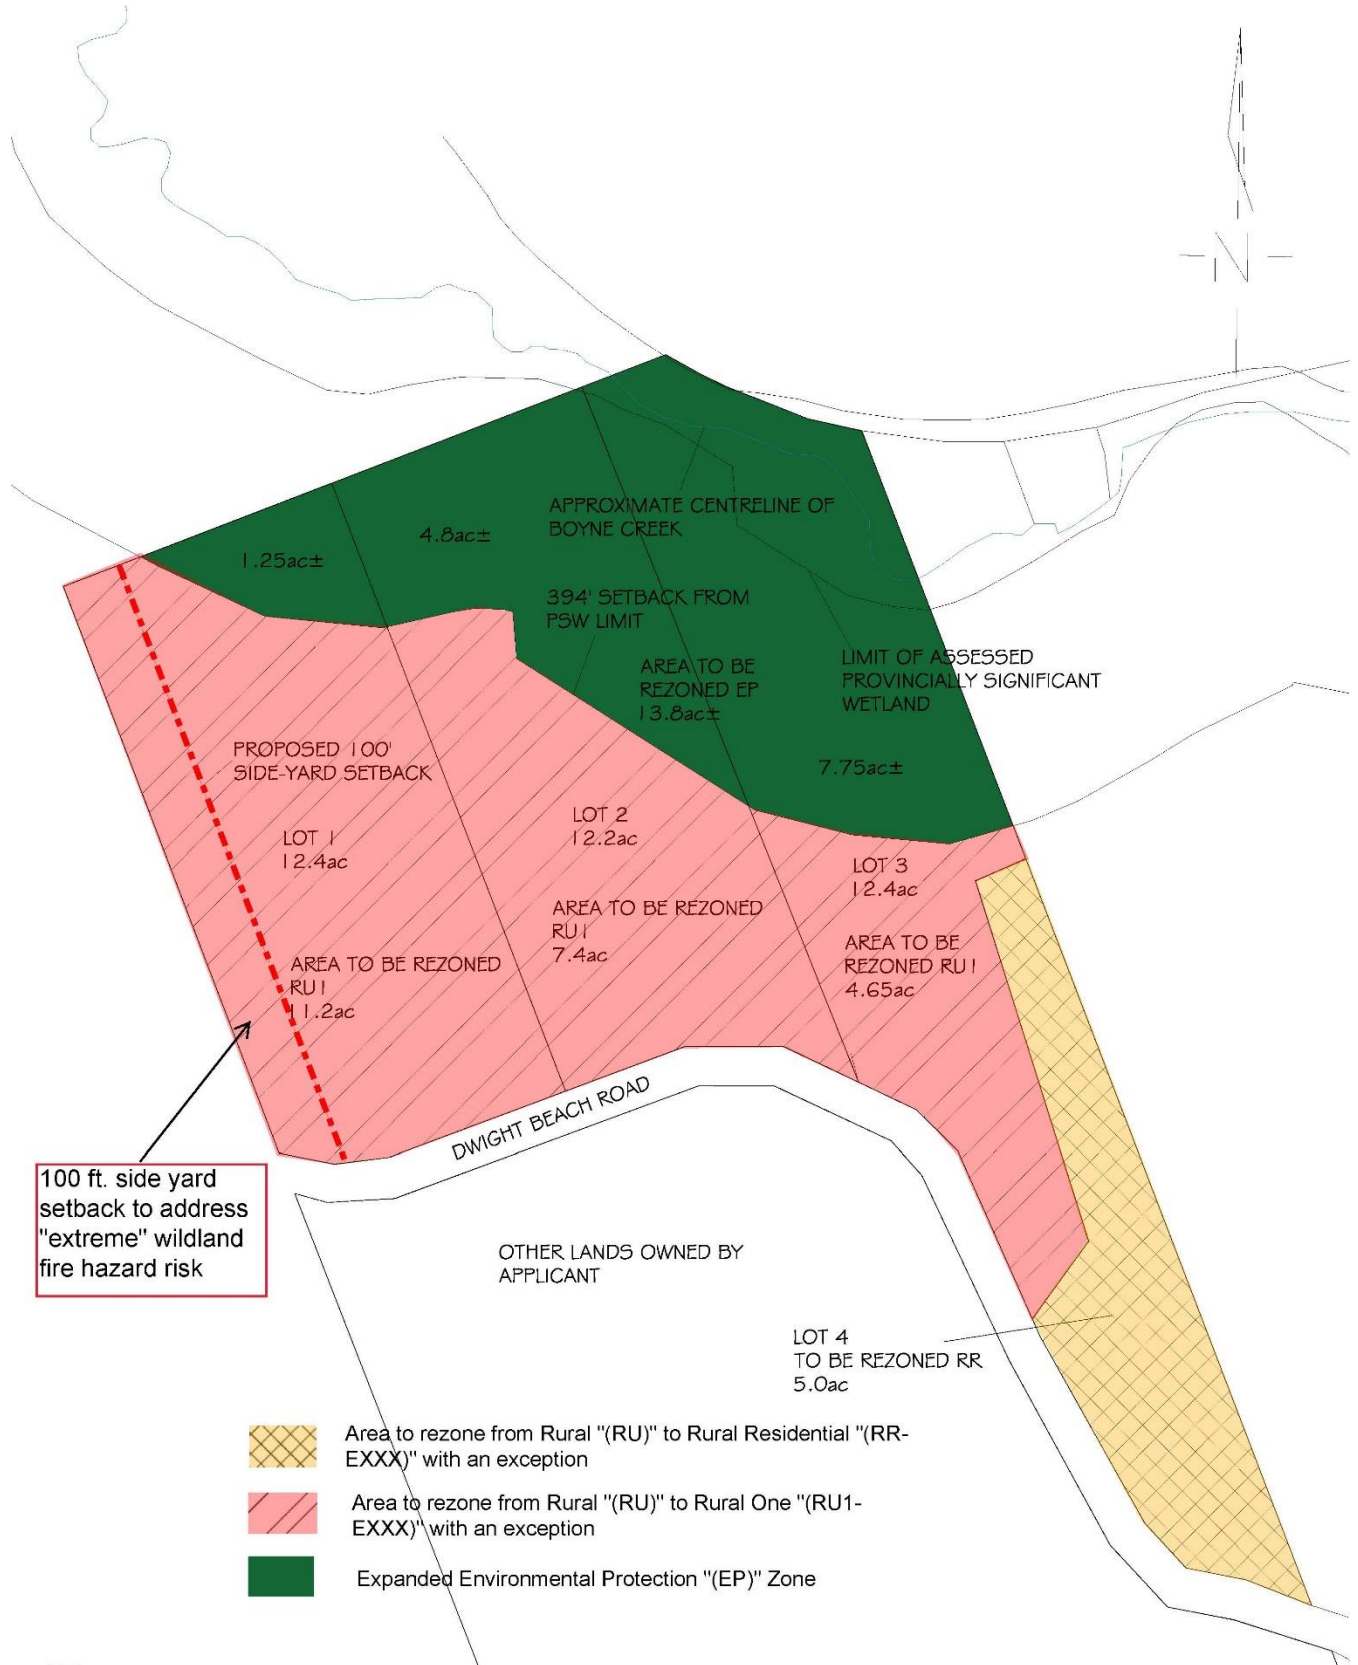 N
APPROXIMATE CENTRELINE OF
BOYNE CREEK
4.8ac±
1.25ac±
394' SETBACK FROM
PSW LIMIT
AREA TO BE
REZONED EP
13.8ac±
LIMIT OF ASSESSED
PROVINCIALLY SIGNIFICANT
WETLAND
7.75ac±
PROPOSED 100'
SIDE-YARD SETBACK
LOT 1
12.4ac
LOT 2
12.2ac
LOT 3
12.4ac
AREA TO BE REZONED
RU1
11.2ac
AREA TO BE REZONED
RU1
7.4ac
AREA TO BE
REZONED RU1
4.65ac
DWIGHT BEACH ROAD
100 ft. side yard
setback to address
"extreme" wildland
fire hazard risk
OTHER LANDS OWNED BY
APPLICANT
LOT 4
TO BE REZONED RR
5.0ac
Area to rezone from Rural "(RU)" to Rural Residential "(RR-
EXXX)" with an exception
Area to rezone from Rural "(RU)" to Rural One "(RU1-
EXXX)" with an exception
Expanded Environmental Protection "(EP)" Zone